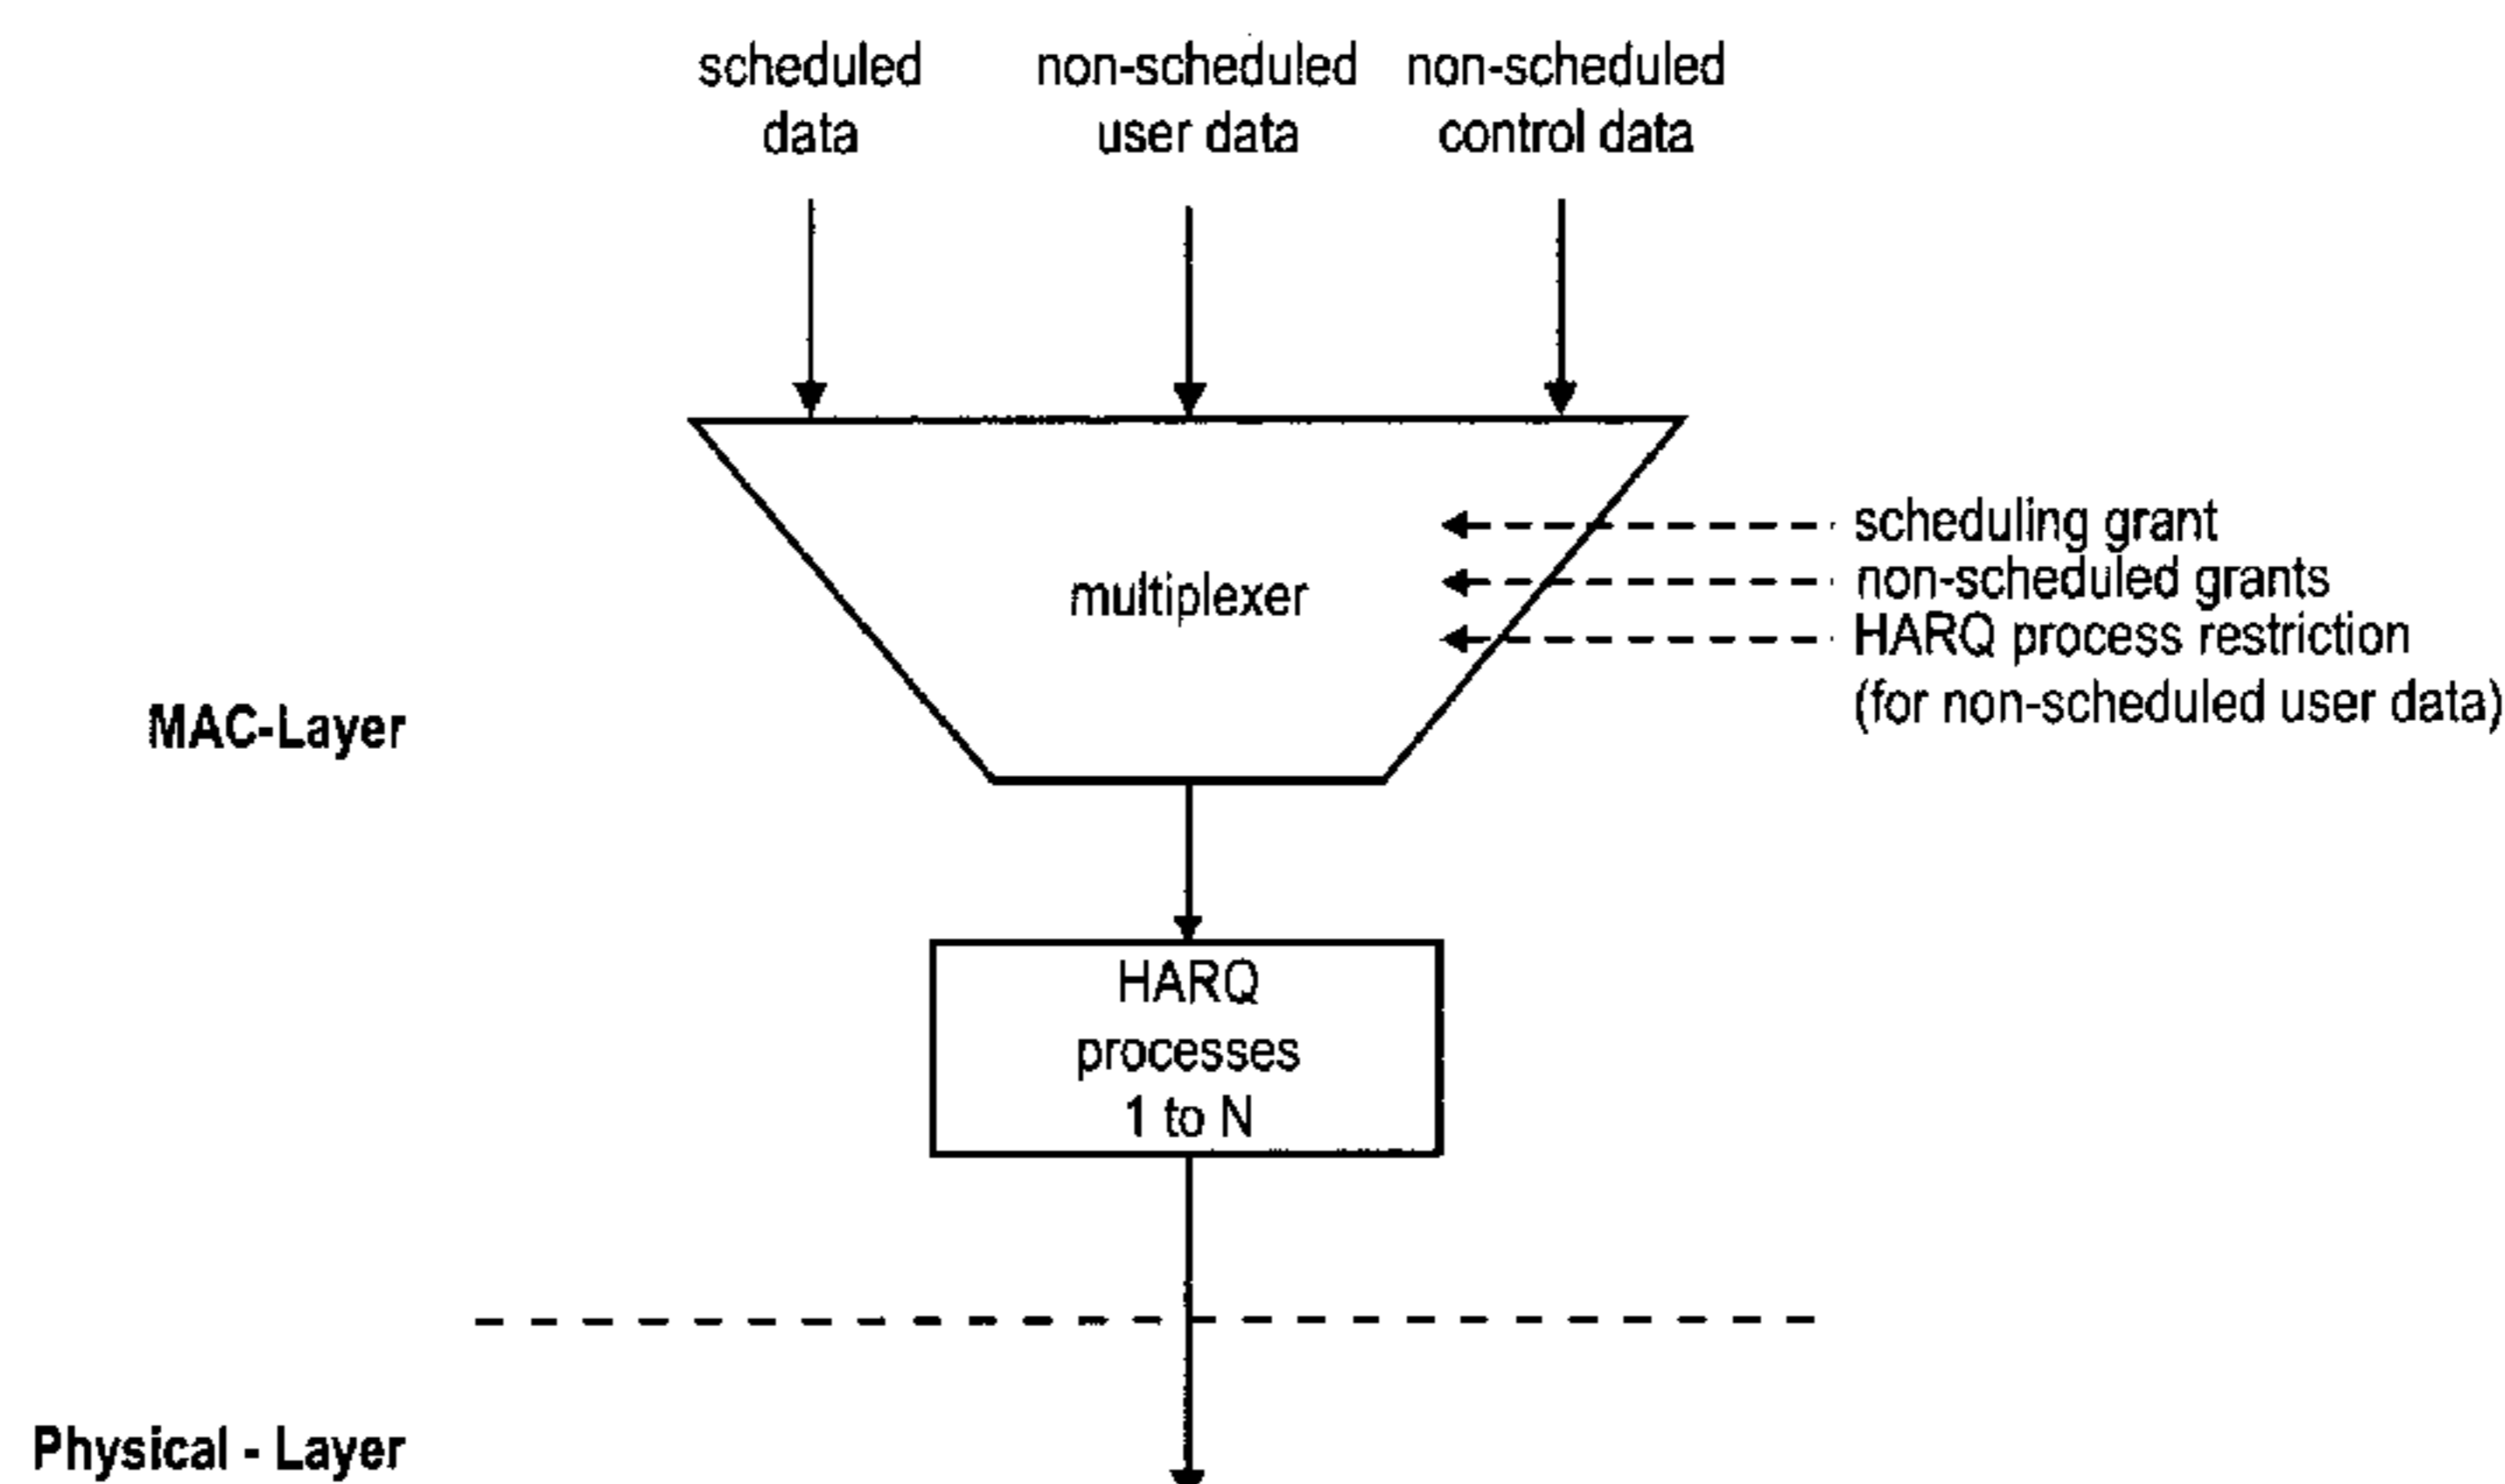 scheduled
data
non-scheduled
user data
non-scheduled
control data
scheduling grant
non-scheduled grants
multiplexer
HARQ process restriction
(for non-scheduled user data)
MAC-Layer
HARQ
processes
1 to N
Physical - Layer